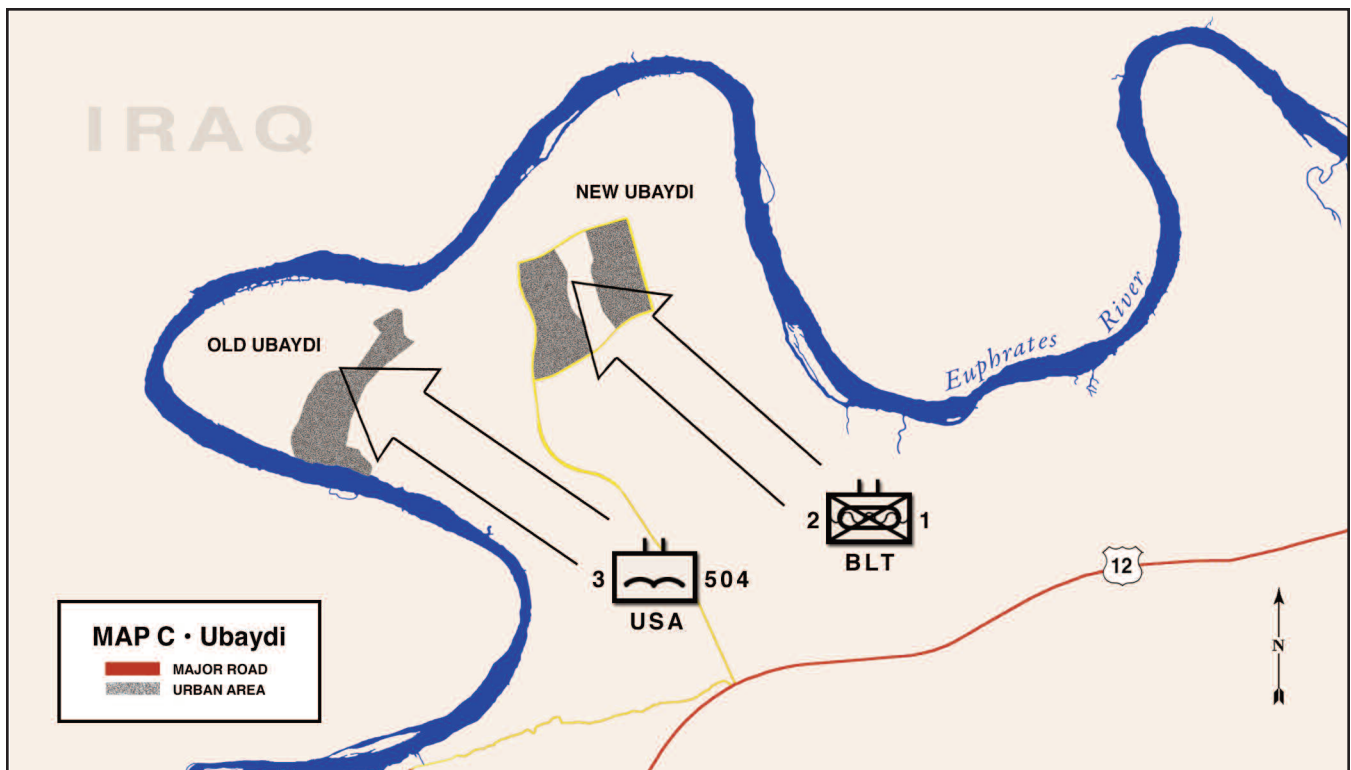 IRAQ
NEW UBAYDI
OLD UBAYDI
Euphrates River
2 1
BLT
12
3 504
USA
N
MAP C • Ubaydi
MAJOR ROAD
URBAN AREA